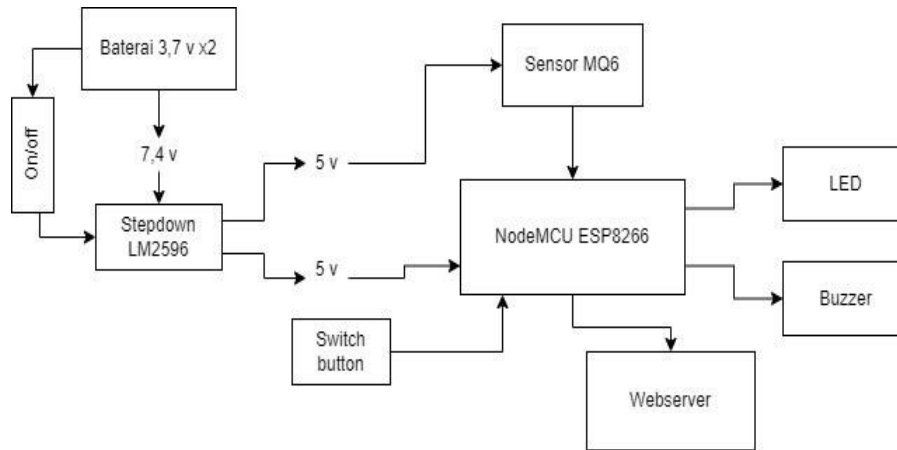 Baterai 3,7 v x2
Sensor MQ6
On/off
7,4 v
5 v
LED
Stepdown
LM2596
NodeMCU ESP8266
5 v
Buzzer
Switch
button
Webserver